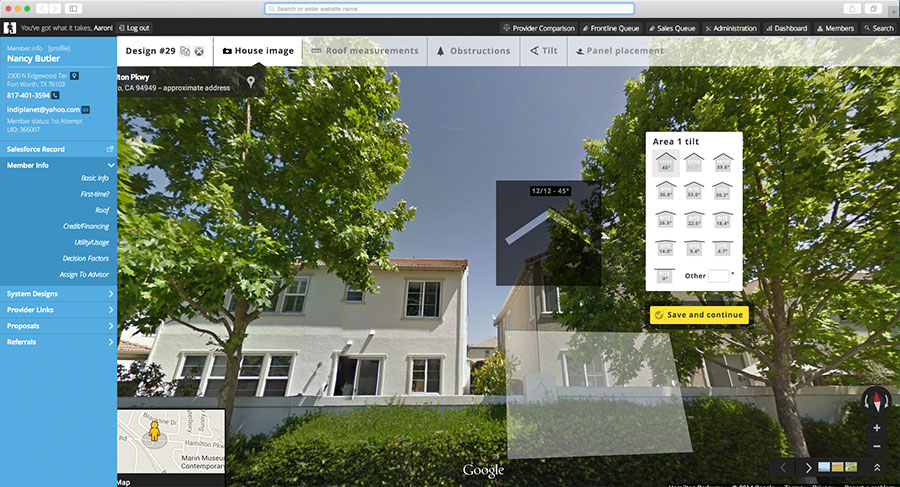 Search or enter website name
You've got what it takes, Aaron!
Log out
Provider Comparison
Frontline Queue
Sales Queue
Administration
Dashboard
Members
Search
Member info [profile]
Nancy Butler
2300 N Edgewood Ter
Fort Worth, TX 76103
817-401-3594
indiplanet@yahoo.com
Member status; 1st Attempt
UID: 366007
Salesforce Record
Member Info
Basic Info
First-time?
Roof
Credit/Financing
Utility/Usage
Decision Factors
Assign To Advisor
System Designs
Provider Links
Proposals
Referrals
Design #29
House image
Roof measurements
Obstructions
Tilt
Panel placement
ton Pkwy
to, CA 94949 – approximate address
12/12 - 45°
Area 1 tilt
45° 39.8°
36.8° 33.6° 30.2°
26.5° 22.6° 18.4°
14.0° 9.4° 4.7°
0° Other °
Save and continue
Brookline Dr
Hamilton Pkwy
Marin Museum
Contemporary
Map
Google